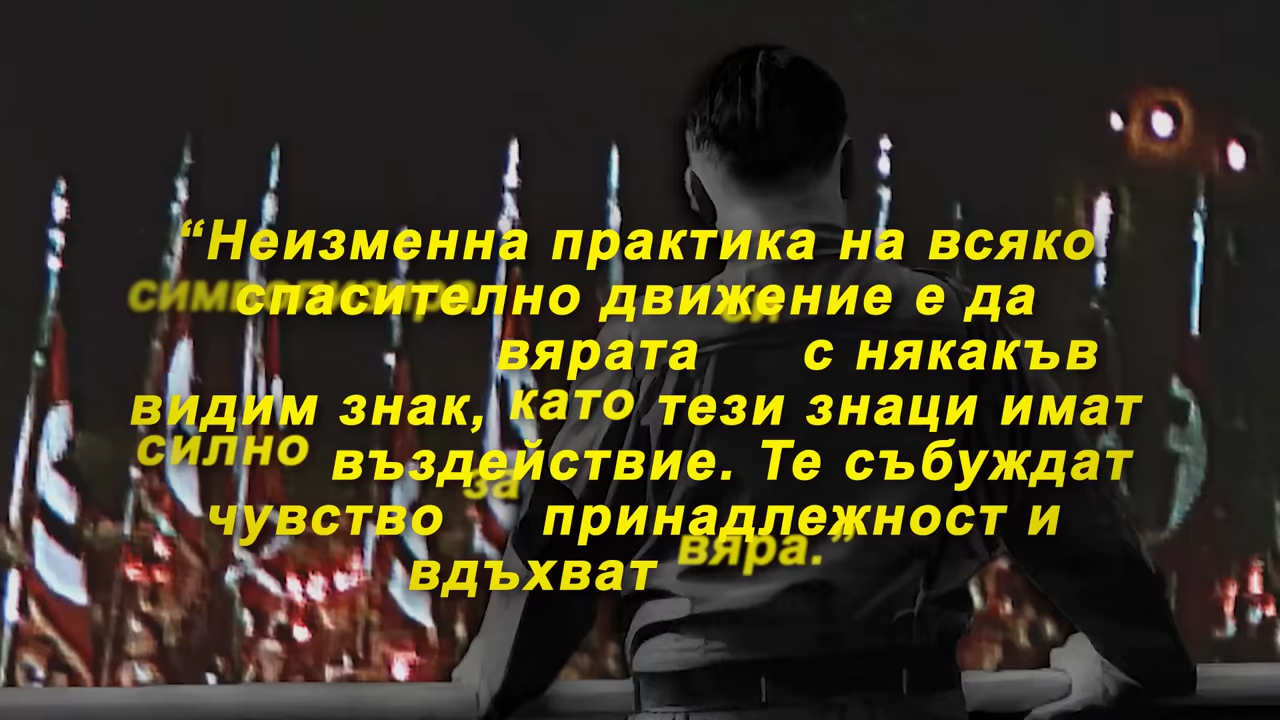 “Неизменна практика на всяко
спасително движение е да
вярата си с някакъв
видим знак, като тези знаци имат
силно въздействие. Те събуждат
чувство за принадлежност и
вдъхват вяра.”